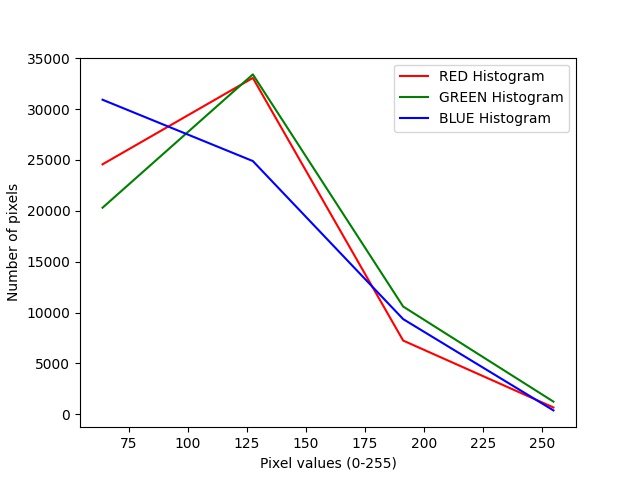 35000
30000
25000
20000
15000
10000
5000
0
Number of pixels
RED Histogram
GREEN Histogram
BLUE Histogram
75 100 125 150 175 200 225 250
Pixel values (0-255)